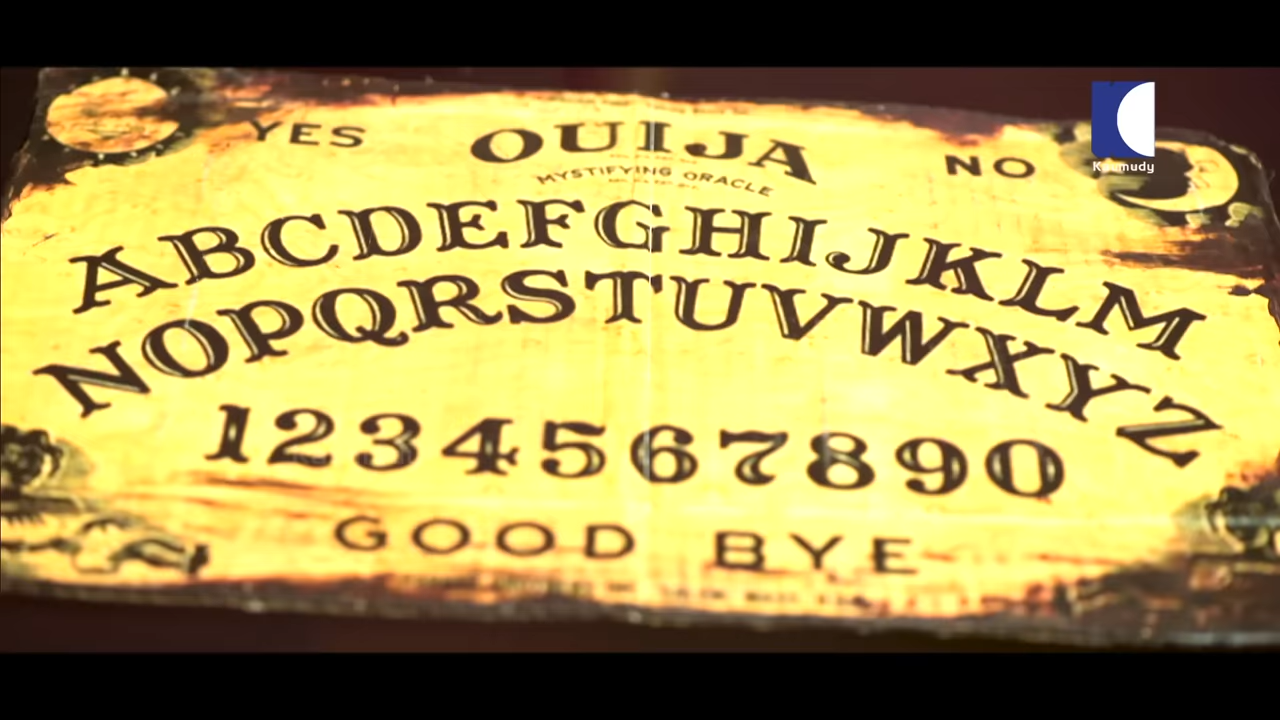 YES OUIJA NO
MYSTIFYING ORACLE
Kaumudy
ABCDEFGHIJKLM
NOPQRSTUVWXYZ
1234567890
GOOD BYE